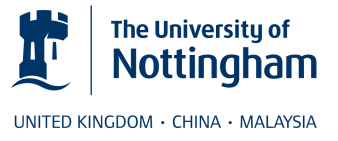 The University of
Nottingham
UNITED KINGDOM · CHINA · MALAYSIA